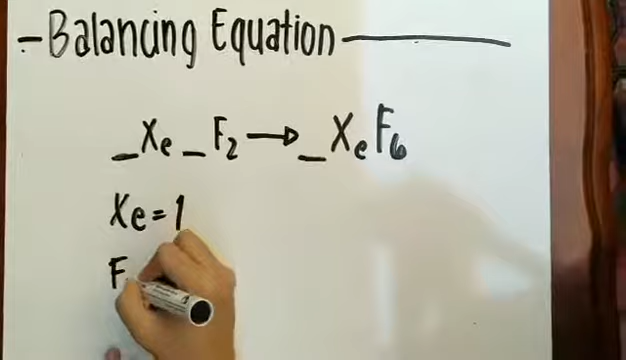 - Balancing Equation
_Xe _F₂ → _XeF₆
Xe = 1
F